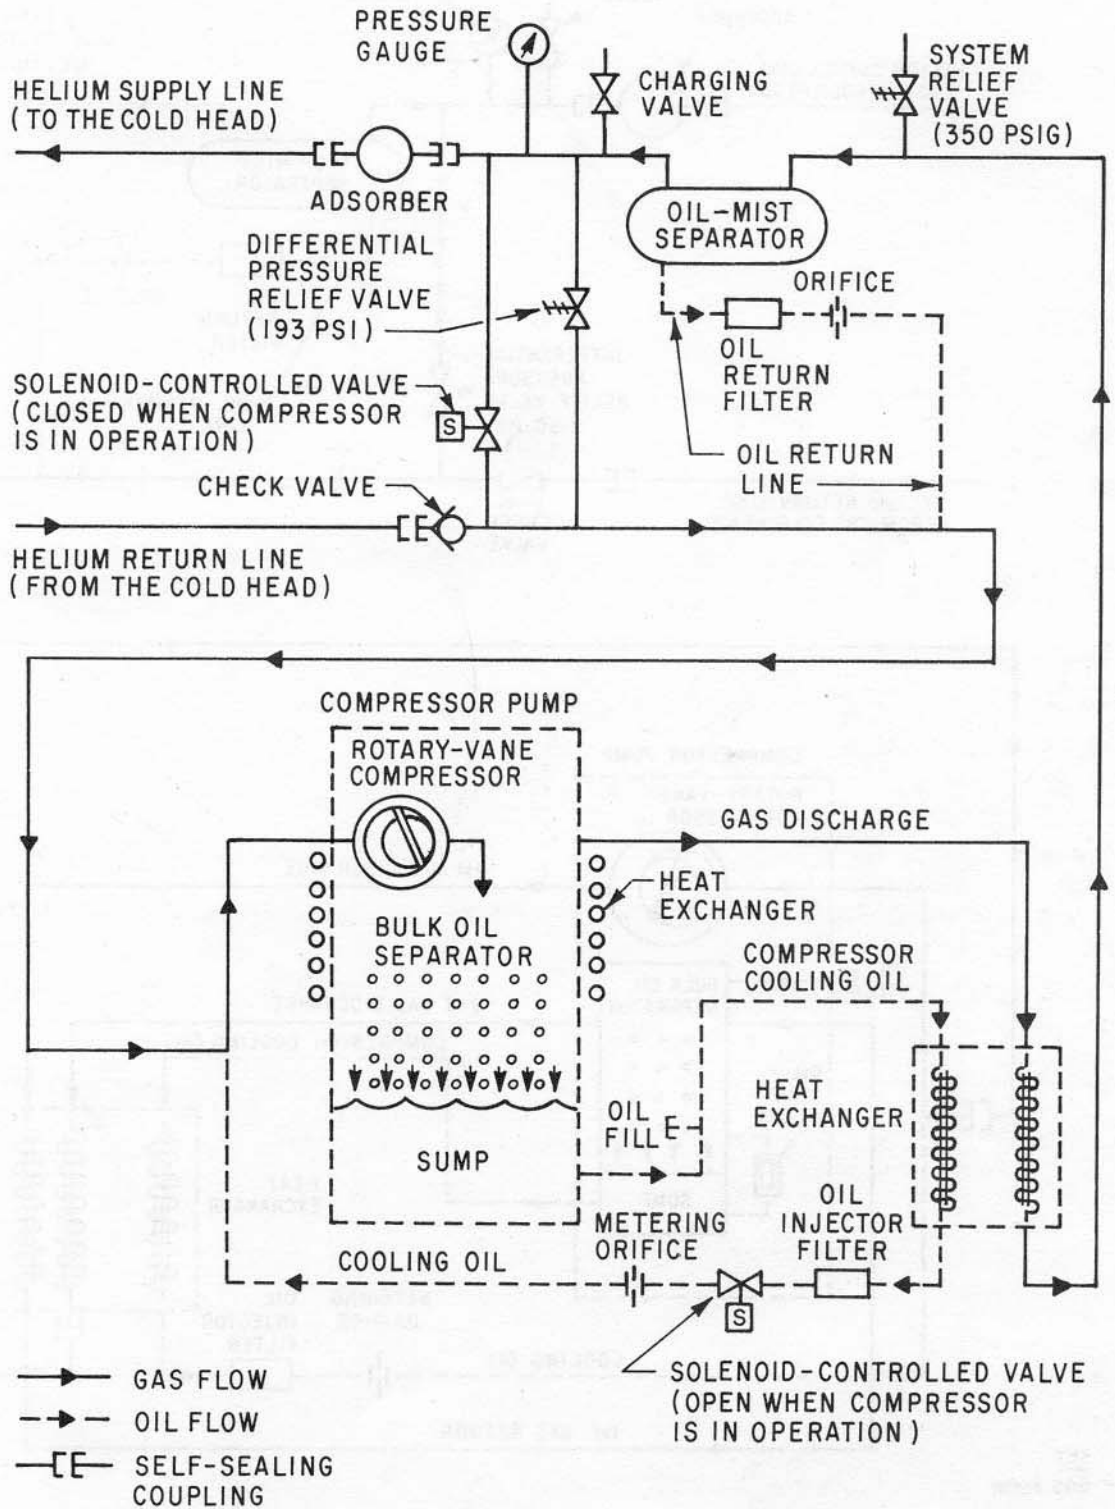 PRESSURE
GAUGE
CHARGING
VALVE
SYSTEM
RELIEF
VALVE
(350 PSIG)
HELIUM SUPPLY LINE
(TO THE COLD HEAD)
ADSORBER
OIL-MIST
SEPARATOR
DIFFERENTIAL
PRESSURE
RELIEF VALVE
(193 PSI)
ORIFICE
OIL
RETURN
FILTER
SOLENOID-CONTROLLED VALVE
(CLOSED WHEN COMPRESSOR
IS IN OPERATION)
S
OIL RETURN
LINE
CHECK VALVE
HELIUM RETURN LINE
(FROM THE COLD HEAD)
COMPRESSOR PUMP
ROTARY-VANE
COMPRESSOR
GAS DISCHARGE
HEAT
EXCHANGER
BULK OIL
SEPARATOR
COMPRESSOR
COOLING OIL
HEAT
EXCHANGER
OIL
FILL
SUMP
METERING
ORIFICE
OIL
INJECTOR
FILTER
COOLING OIL
S
SOLENOID-CONTROLLED VALVE
(OPEN WHEN COMPRESSOR
IS IN OPERATION)
GAS FLOW
OIL FLOW
SELF-SEALING
COUPLING